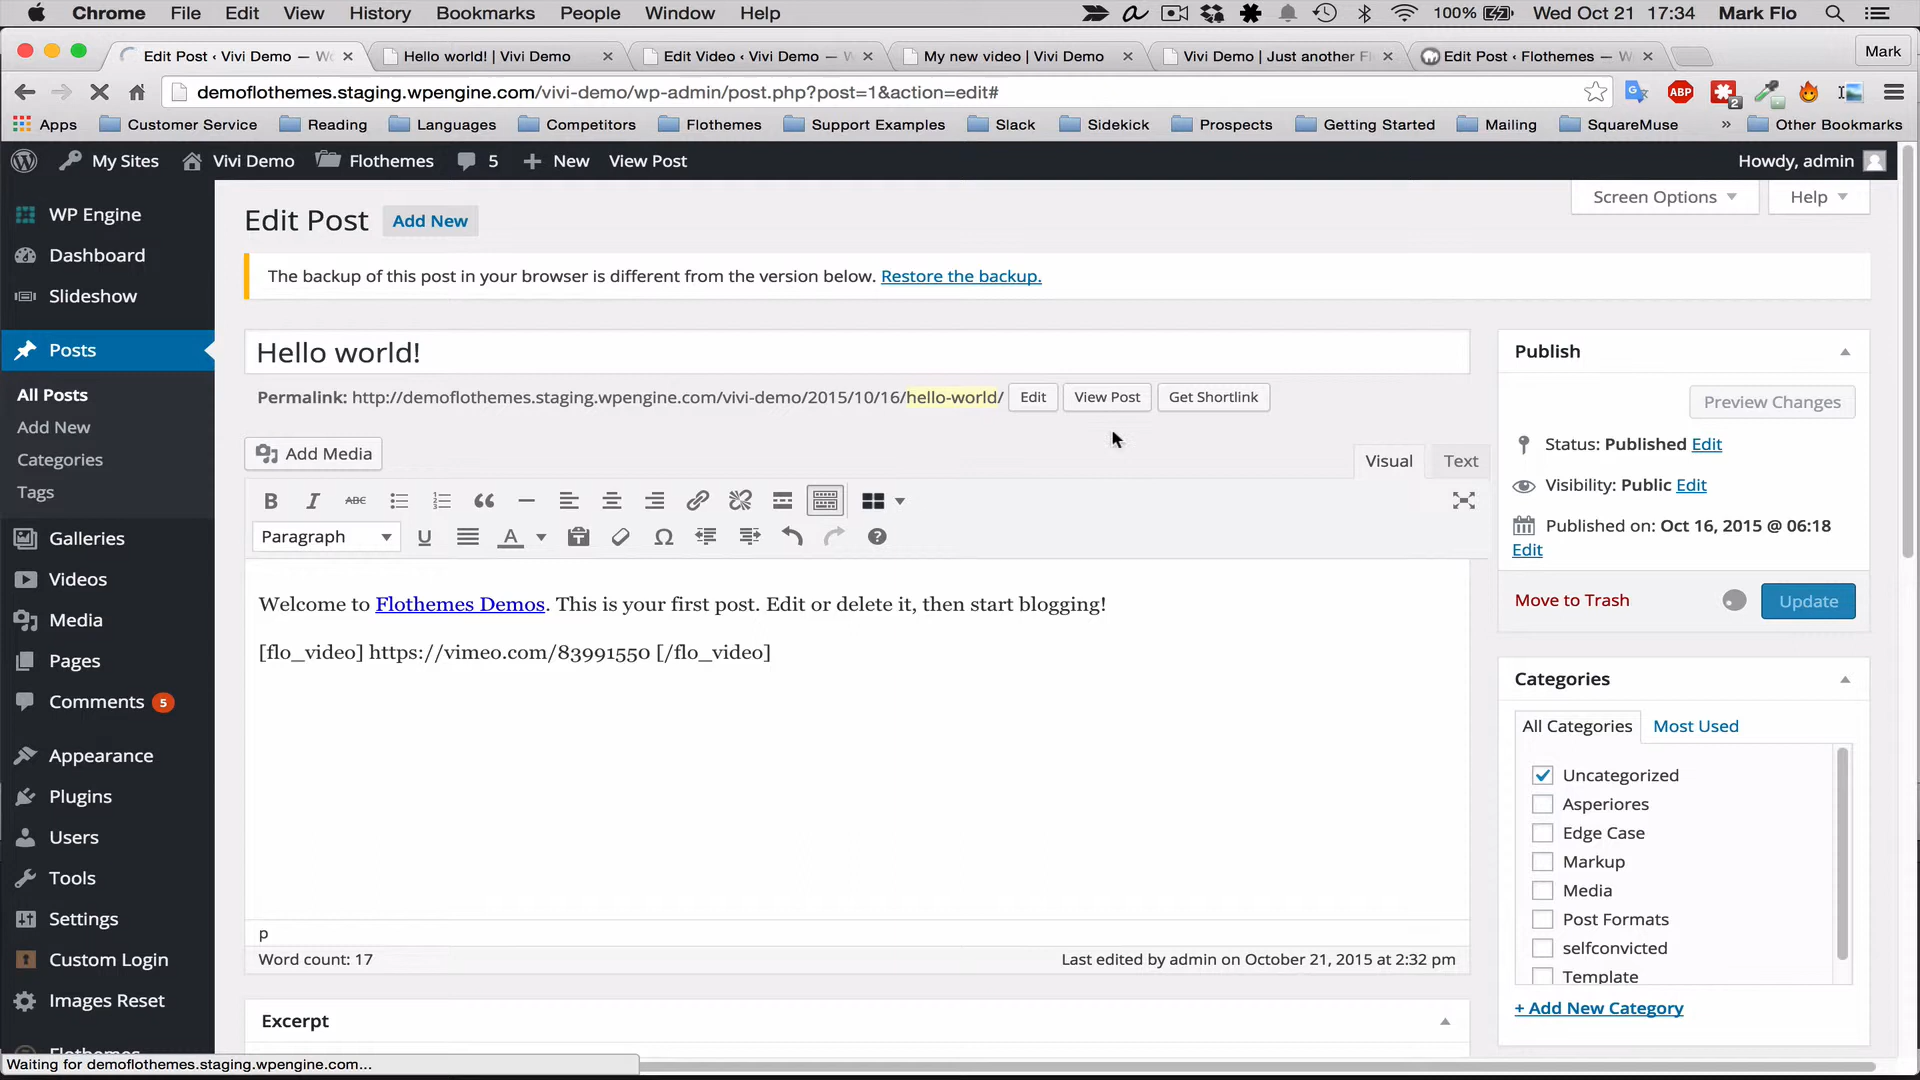 Chrome File Edit View History Bookmarks People Window Help 100% Wed Oct 21 17:34 Mark Flo
Edit Post ‹ Vivi Demo — Wo Hello world! | Vivi Demo Edit Video ‹ Vivi Demo — W My new video | Vivi Demo Vivi Demo | Just another Fl Edit Post ‹ Flothemes — W Mark
demoflothemes.staging.wpengine.com/vivi-demo/wp-admin/post.php?post=1&action=edit# ABP 2
Apps Customer Service Reading Languages Competitors Flothemes Support Examples Slack Sidekick Prospects Getting Started Mailing SquareMuse » Other Bookmarks
My Sites Vivi Demo Flothemes 5 + New View Post Howdy, admin
Screen Options Help
WP Engine
Dashboard
Slideshow
Posts
All Posts
Add New
Categories
Tags
Galleries
Videos
Media
Pages
Comments 5
Appearance
Plugins
Users
Tools
Settings
Custom Login
Images Reset
Flothemes
Edit Post Add New
The backup of this post in your browser is different from the version below. Restore the backup.
Hello world!
Permalink: http://demoflothemes.staging.wpengine.com/vivi-demo/2015/10/16/hello-world/ Edit View Post Get Shortlink
Add Media Visual Text
B I ABC
Paragraph U A Ω ?
Welcome to Flothemes Demos. This is your first post. Edit or delete it, then start blogging!
[flo_video] https://vimeo.com/83991550 [/flo_video]
p
Word count: 17 Last edited by admin on October 21, 2015 at 2:32 pm
Excerpt
Publish
Preview Changes
Status: Published Edit
Visibility: Public Edit
Published on: Oct 16, 2015 @ 06:18
Edit
Move to Trash Update
Categories
All Categories Most Used
Uncategorized
Asperiores
Edge Case
Markup
Media
Post Formats
selfconvicted
Template
+ Add New Category
Waiting for demoflothemes.staging.wpengine.com...